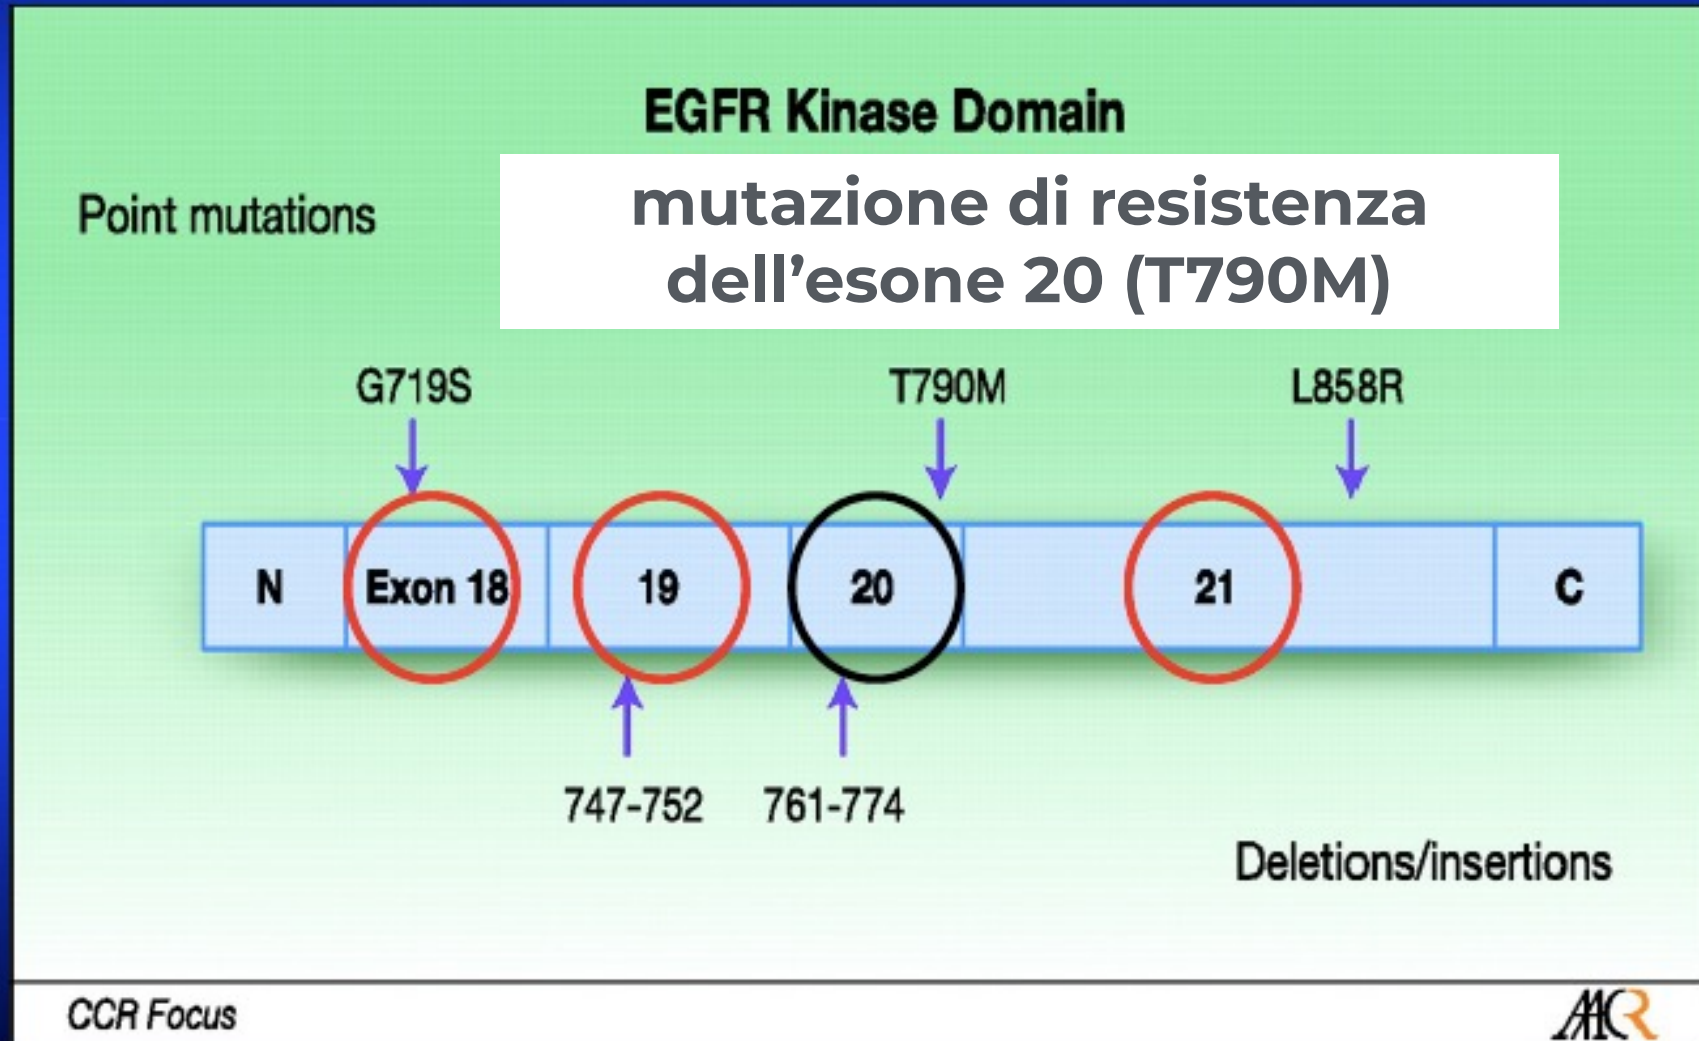 EGFR Kinase Domain
Point mutations
mutazione di resistenza
dell’esone 20 (T790M)
G719S
T790M
L858R
N
Exon 18
19
20
21
C
747-752
761-774
Deletions/insertions
CCR Focus
AACR